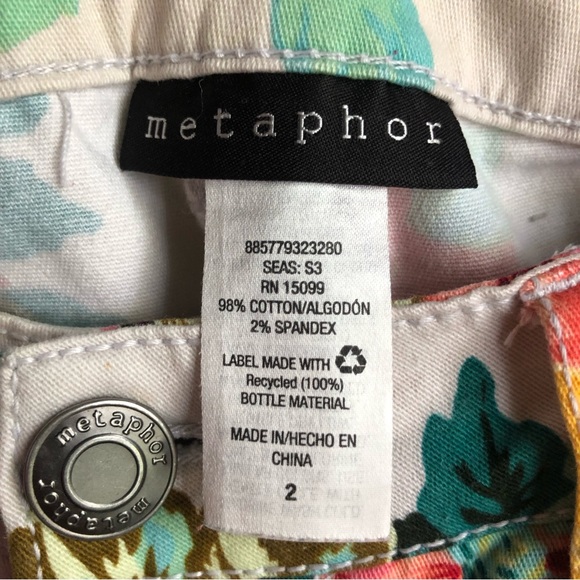 metaphor
885779323280
SEAS: S3
RN 15099
98% COTTON/ALGODÓN
2% SPANDEX
LABEL MADE WITH
Recycled (100%)
BOTTLE MATERIAL
MADE IN/HECHO EN
CHINA
2
metaphor
metaphor